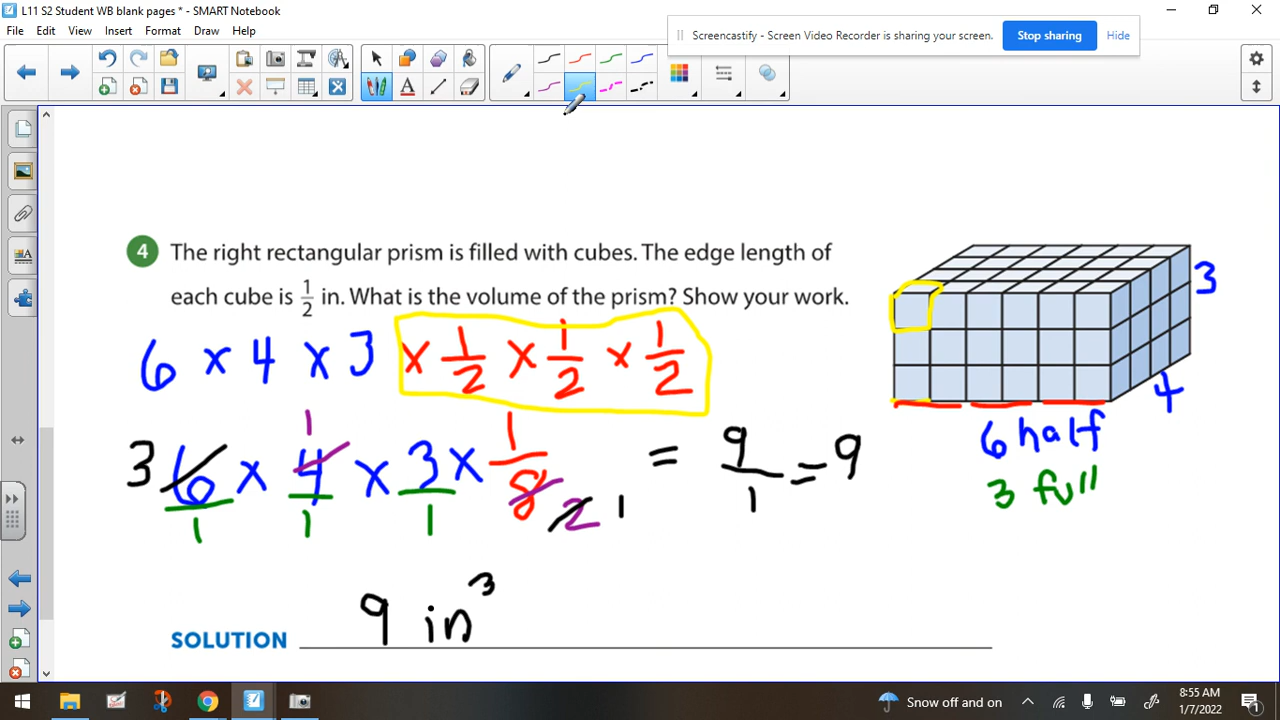 L11 S2 Student WB blank pages * - SMART Notebook
File Edit View Insert Format Draw Help
Screencastify - Screen Video Recorder is sharing your screen. Stop sharing Hide
4 The right rectangular prism is filled with cubes. The edge length of
each cube is 1/2 in. What is the volume of the prism? Show your work.
3
6 × 4 × 3 × 1/2 × 1/2 × 1/2
4
6 half
3 full
1
3 6/1 × 4/1 × 3/1 × 1/8 = 9/1 = 9
2 1
9 in³
SOLUTION
Snow off and on
8:55 AM
1/7/2022
1